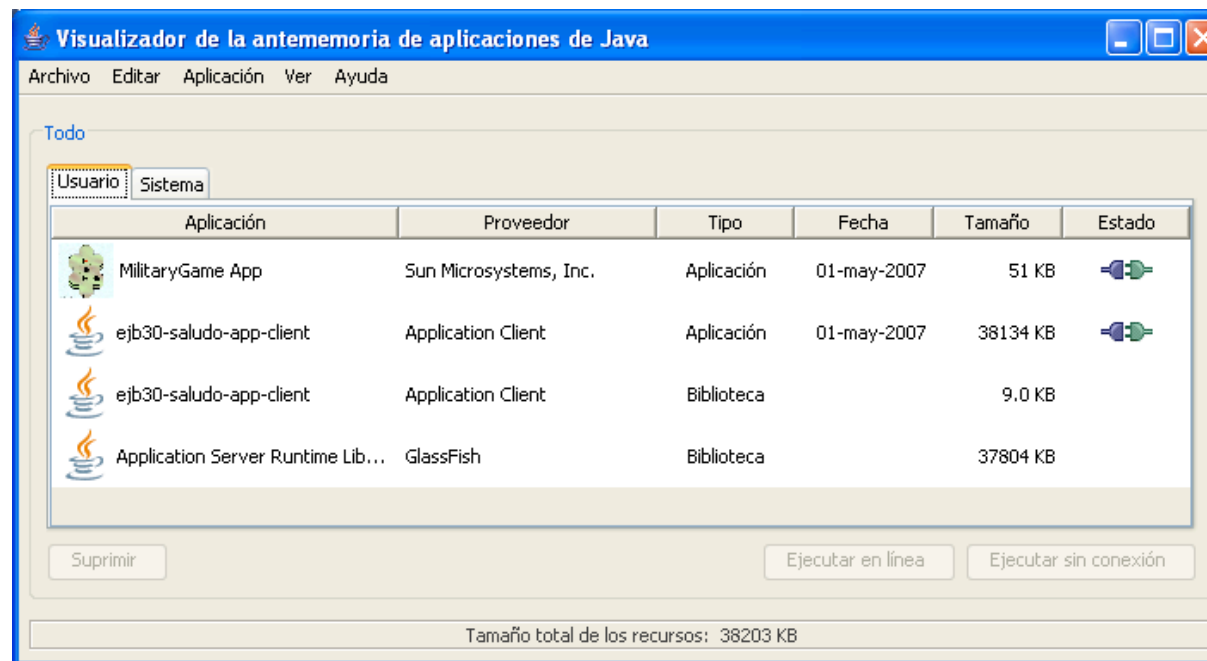 Visualizador de la antememoria de aplicaciones de Java
Archivo Editar Aplicación Ver Ayuda
Todo
Usuario Sistema
Aplicación Proveedor Tipo Fecha Tamaño Estado
MilitaryGame App Sun Microsystems, Inc. Aplicación 01-may-2007 51 KB
ejb30-saludo-app-client Application Client Aplicación 01-may-2007 38134 KB
ejb30-saludo-app-client Application Client Biblioteca 9.0 KB
Application Server Runtime Lib... GlassFish Biblioteca 37804 KB
Suprimir Ejecutar en línea Ejecutar sin conexión
Tamaño total de los recursos: 38203 KB